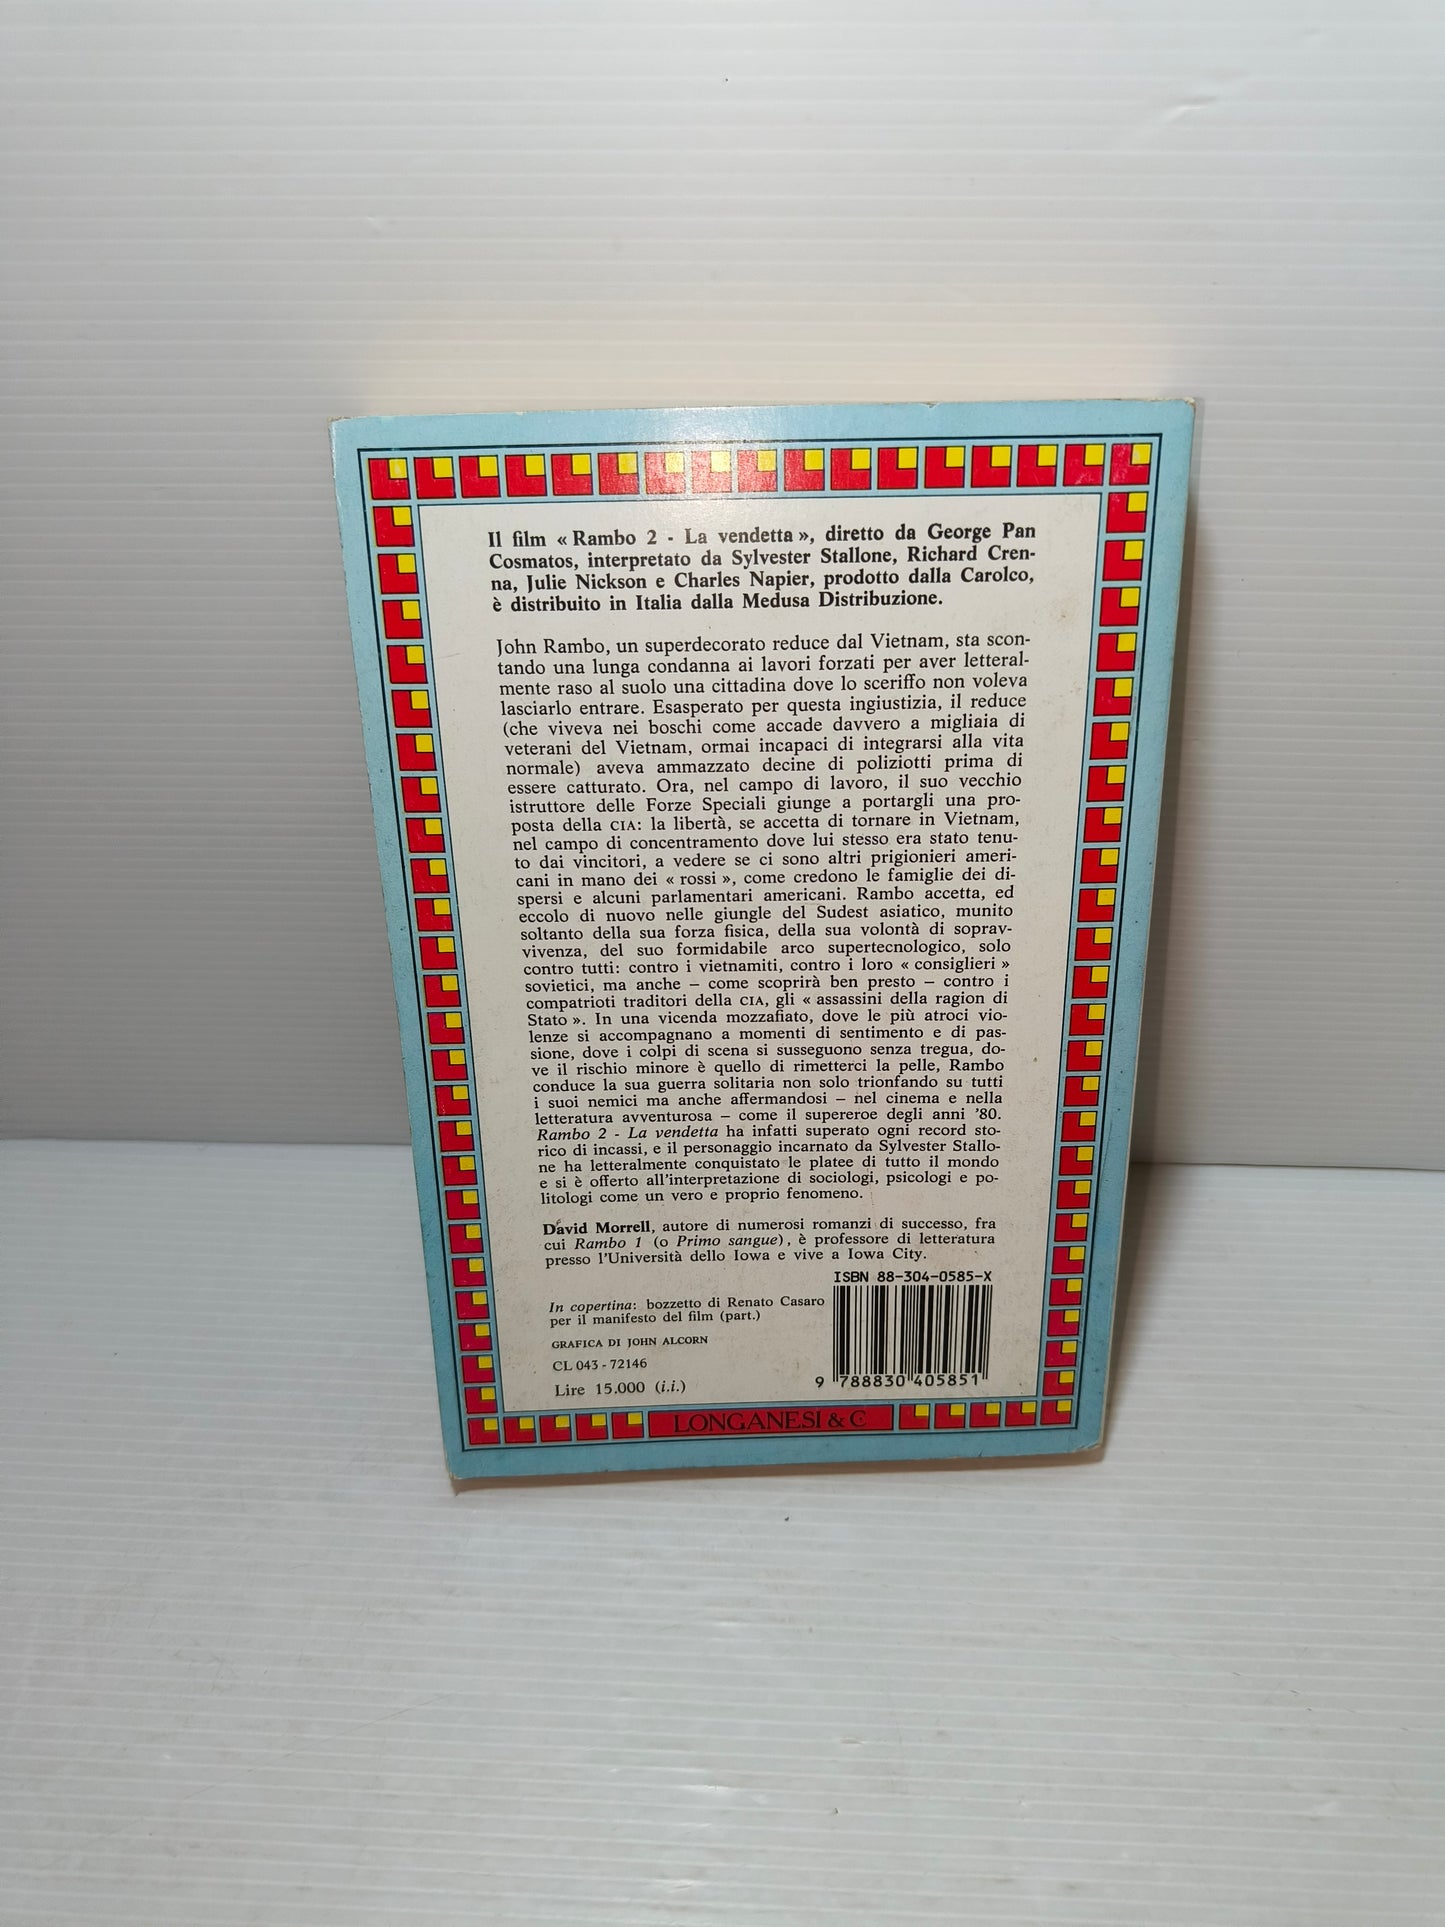 Il film « Rambo 2 - La vendetta », diretto da George Pan
Cosmatos, interpretato da Sylvester Stallone, Richard Cren-
na, Julie Nickson e Charles Napier, prodotto dalla Carolco,
è distribuito in Italia dalla Medusa Distribuzione.
John Rambo, un superdecorato reduce dal Vietnam, sta scon-
tando una lunga condanna ai lavori forzati per aver letteral-
mente raso al suolo una cittadina dove lo sceriffo non voleva
lasciarlo entrare. Esasperato per questa ingiustizia, il reduce
(che viveva nei boschi come accade davvero a migliaia di
veterani del Vietnam, ormai incapaci di integrarsi alla vita
normale) aveva ammazzato decine di poliziotti prima di
essere catturato. Ora, nel campo di lavoro, il suo vecchio
istruttore delle Forze Speciali giunge a portargli una pro-
posta della CIA: la libertà, se accetta di tornare in Vietnam,
nel campo di concentramento dove lui stesso era stato tenu-
to dai vincitori, a vedere se ci sono altri prigionieri ameri-
cani in mano dei « rossi », come credono le famiglie dei di-
spersi e alcuni parlamentari americani. Rambo accetta, ed
eccolo di nuovo nelle giungle del Sudest asiatico, munito
soltanto della sua forza fisica, della sua volontà di soprav-
vivenza, del suo formidabile arco supertecnologico, solo
contro tutti: contro i vietnamiti, contro i loro « consiglieri »
sovietici, ma anche – come scoprirà ben presto – contro i
compatrioti traditori della CIA, gli « assassini della ragion di
Stato ». In una vicenda mozzafiato, dove le più atroci vio-
lenze si accompagnano a momenti di sentimento e di pas-
sione, dove i colpi di scena si susseguono senza tregua, do-
ve il rischio minore è quello di rimetterci la pelle, Rambo
conduce la sua guerra solitaria non solo trionfando su tutti
i suoi nemici ma anche affermandosi – nel cinema e nella
letteratura avventurosa – come il supereroe degli anni '80.
Rambo 2 - La vendetta ha infatti superato ogni record sto-
rico di incassi, e il personaggio incarnato da Sylvester Stallo-
ne ha letteralmente conquistato le platee di tutto il mondo
e si è offerto all'interpretazione di sociologi, psicologi e po-
litologi come un vero e proprio fenomeno.
David Morrell, autore di numerosi romanzi di successo, fra
cui Rambo 1 (o Primo sangue), è professore di letteratura
presso l'Università dello Iowa e vive a Iowa City.
ISBN 88-304-0585-X
In copertina: bozzetto di Renato Casaro
per il manifesto del film (part.)
GRAFICA DI JOHN ALCORN
CL 043 - 72146
Lire 15.000 (i.i.)
9 788830 405851
LONGANESI & C